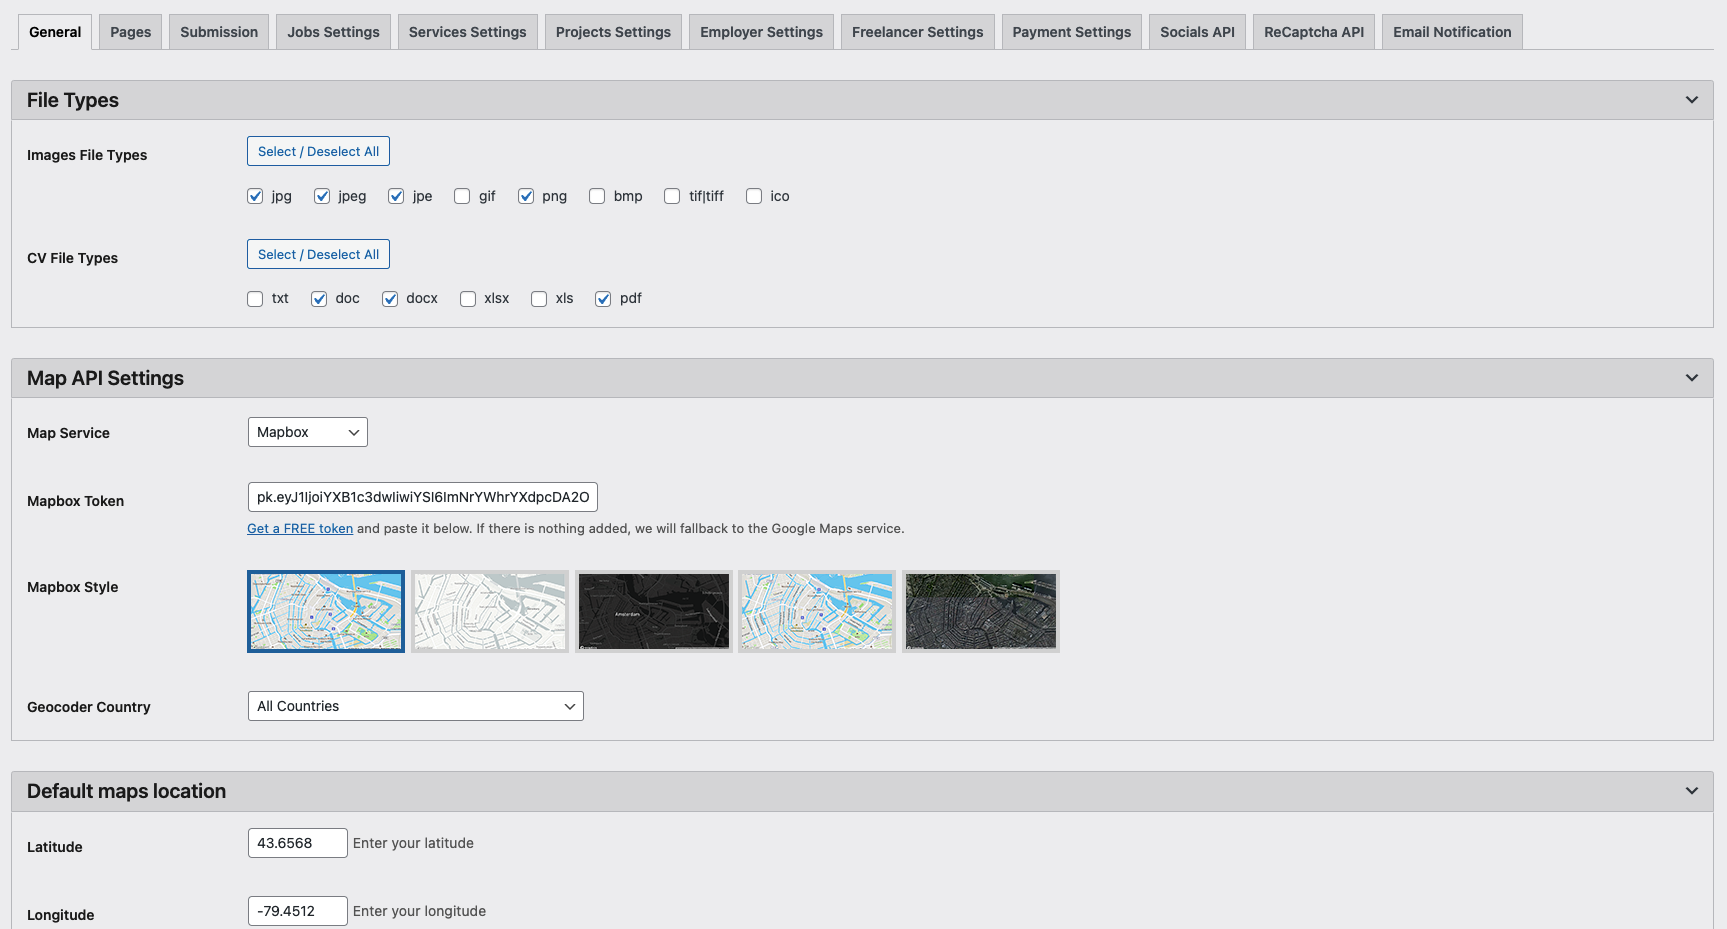 General Pages Submission Jobs Settings Services Settings Projects Settings Employer Settings Freelancer Settings Payment Settings Socials API ReCaptcha API Email Notification
File Types
Images File Types Select / Deselect All
jpg jpeg jpe gif png bmp tif|tiff ico
CV File Types Select / Deselect All
txt doc docx xlsx xls pdf
Map API Settings
Map Service Mapbox
Mapbox Token pk.eyJ1IjoiYXB1c3dwIiwiYSI6ImNrYWhrYXdpcDA2O
Get a FREE token and paste it below. If there is nothing added, we will fallback to the Google Maps service.
Mapbox Style
Amsterdam
Geocoder Country All Countries
Default maps location
Latitude 43.6568 Enter your latitude
Longitude -79.4512 Enter your longitude